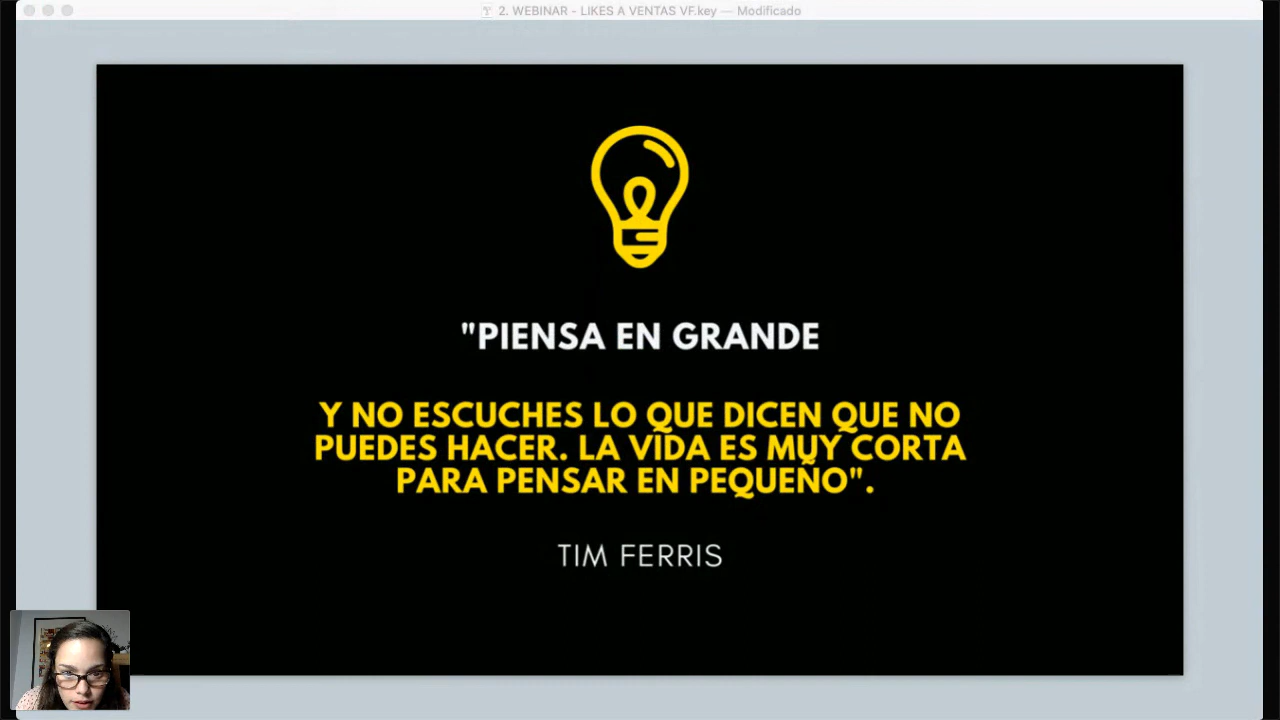 2. WEBINAR - LIKES A VENTAS VF.key — Modificado
"PIENSA EN GRANDE
Y NO ESCUCHES LO QUE DICEN QUE NO
PUEDES HACER. LA VIDA ES MUY CORTA
PARA PENSAR EN PEQUEÑO".
TIM FERRIS